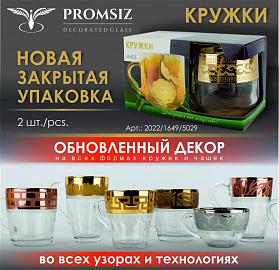 PROMSIZ
DECORATED GLASS
КРУЖКИ
НОВАЯ
ЗАКРЫТАЯ
УПАКОВКА
2 шт./pcs.
КРУЖКИ
Арт.: 2022/1649/5029
ОБНОВЛЕННЫЙ ДЕКОР
на всех формах кружек и чашек
во всех узорах и технологиях